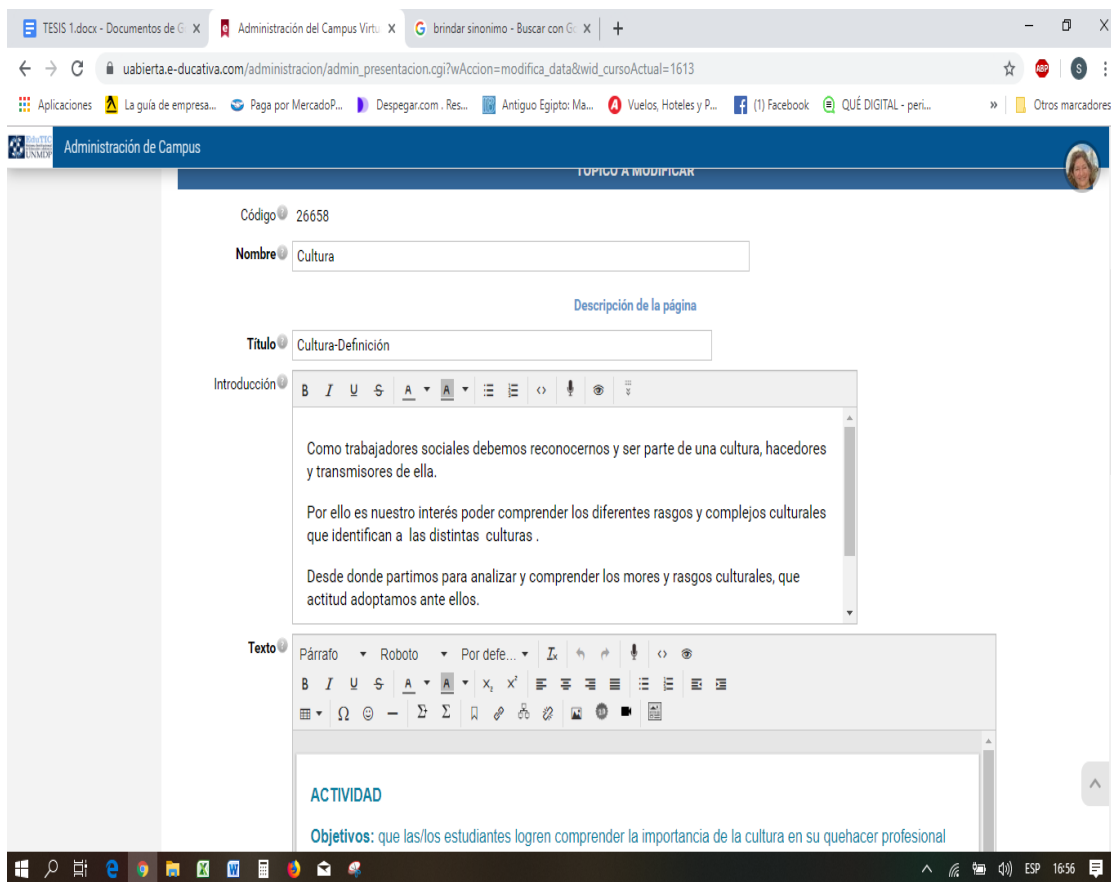 TESIS 1.docx - Documentos de G
Administración del Campus Virtu
brindar sinonimo - Buscar con Go
uabierta.e-ducativa.com/administracion/admin_presentacion.cgi?wAccion=modifica_data&wid_cursoActual=1613
ABP
S
Aplicaciones
La guía de empresa...
Paga por MercadoP...
Despegar.com . Res...
Antiguo Egipto: Ma...
Vuelos, Hoteles y P...
(1) Facebook
QUÉ DIGITAL - peri...
»
Otros marcadores
EduTIC
UNMDP
Administración de Campus
TÓPICO A MODIFICAR
Código 26658
Nombre Cultura
Descripción de la página
Título Cultura-Definición
Introducción
B I U S A A
Como trabajadores sociales debemos reconocernos y ser parte de una cultura, hacedores
y transmisores de ella.
Por ello es nuestro interés poder comprender los diferentes rasgos y complejos culturales
que identifican a las distintas culturas .
Desde donde partimos para analizar y comprender los mores y rasgos culturales, que
actitud adoptamos ante ellos.
Texto
Párrafo Roboto Por defe...
B I U S A A
ACTIVIDAD
Objetivos: que las/los estudiantes logren comprender la importancia de la cultura en su quehacer profesional
ESP 16:56